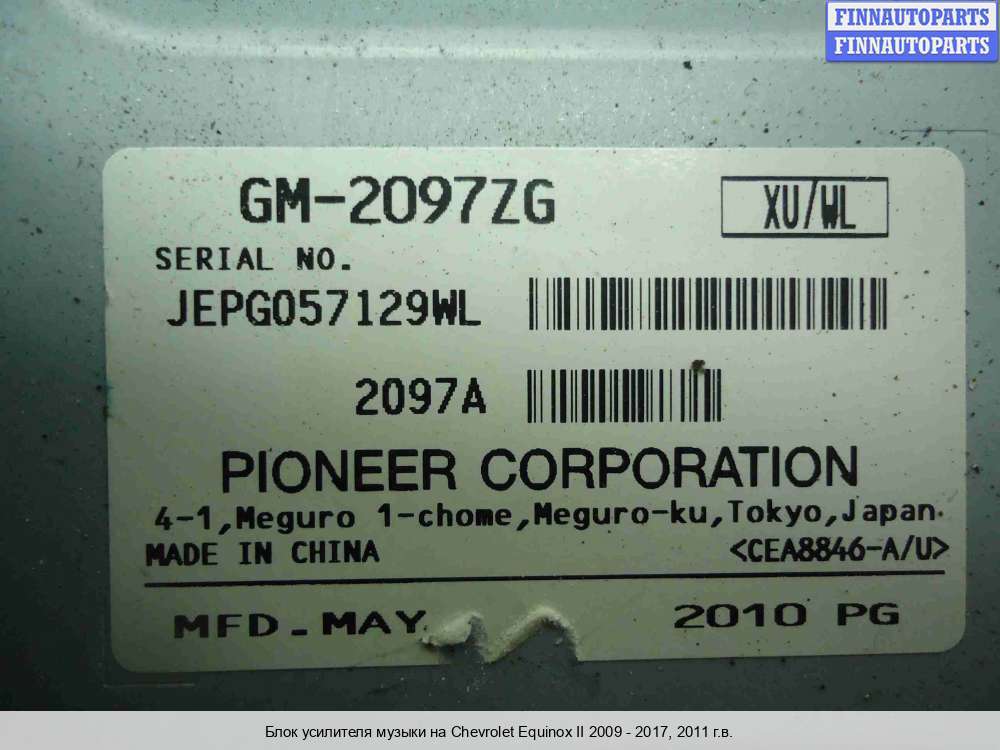 FINNAUTOPARTS
FINNAUTOPARTS
GM-2097ZG
XU/WL
SERIAL NO.
JEPG057129WL
2097A
PIONEER CORPORATION
4-1,Meguro 1-chome,Meguro-ku,Tokyo,Japan.
MADE IN CHINA
<CEA8846-A/U>
MFD.MAY 2010 PG
Блок усилителя музыки на Chevrolet Equinox II 2009 - 2017, 2011 г.в.